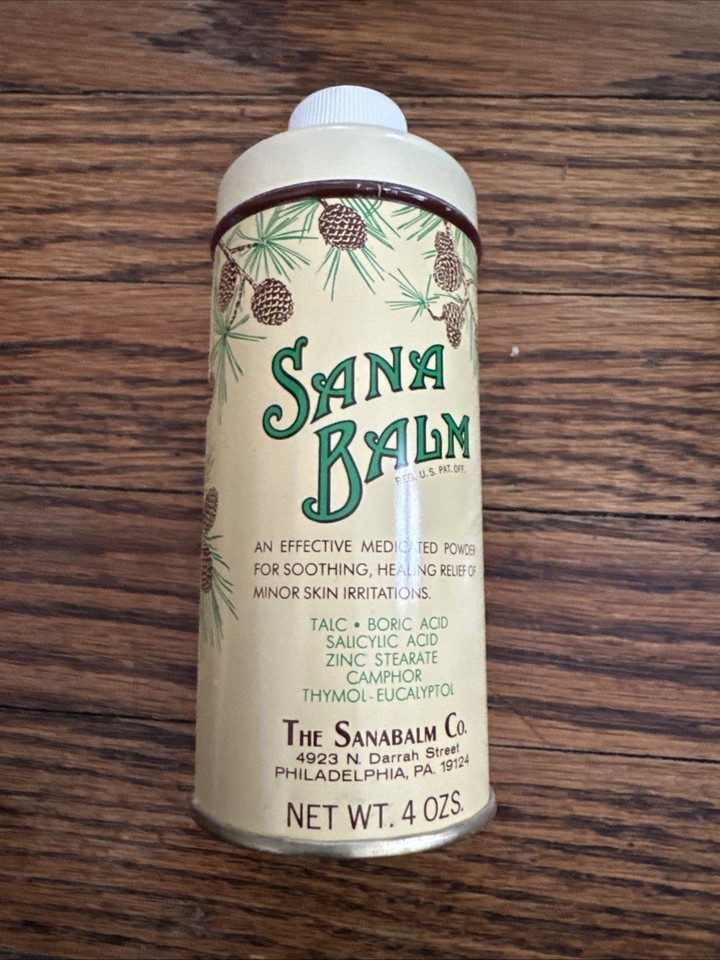 SANA
BALM
REG. U.S. PAT. OFF.
AN EFFECTIVE MEDICATED POWDER
FOR SOOTHING, HEALING RELIEF OF
MINOR SKIN IRRITATIONS.
TALC • BORIC ACID
SALICYLIC ACID
ZINC STEARATE
CAMPHOR
THYMOL-EUCALYPTOL
THE SANABALM CO.
4923 N. Darrah Street
PHILADELPHIA, PA. 19124
NET WT. 4 OZS.